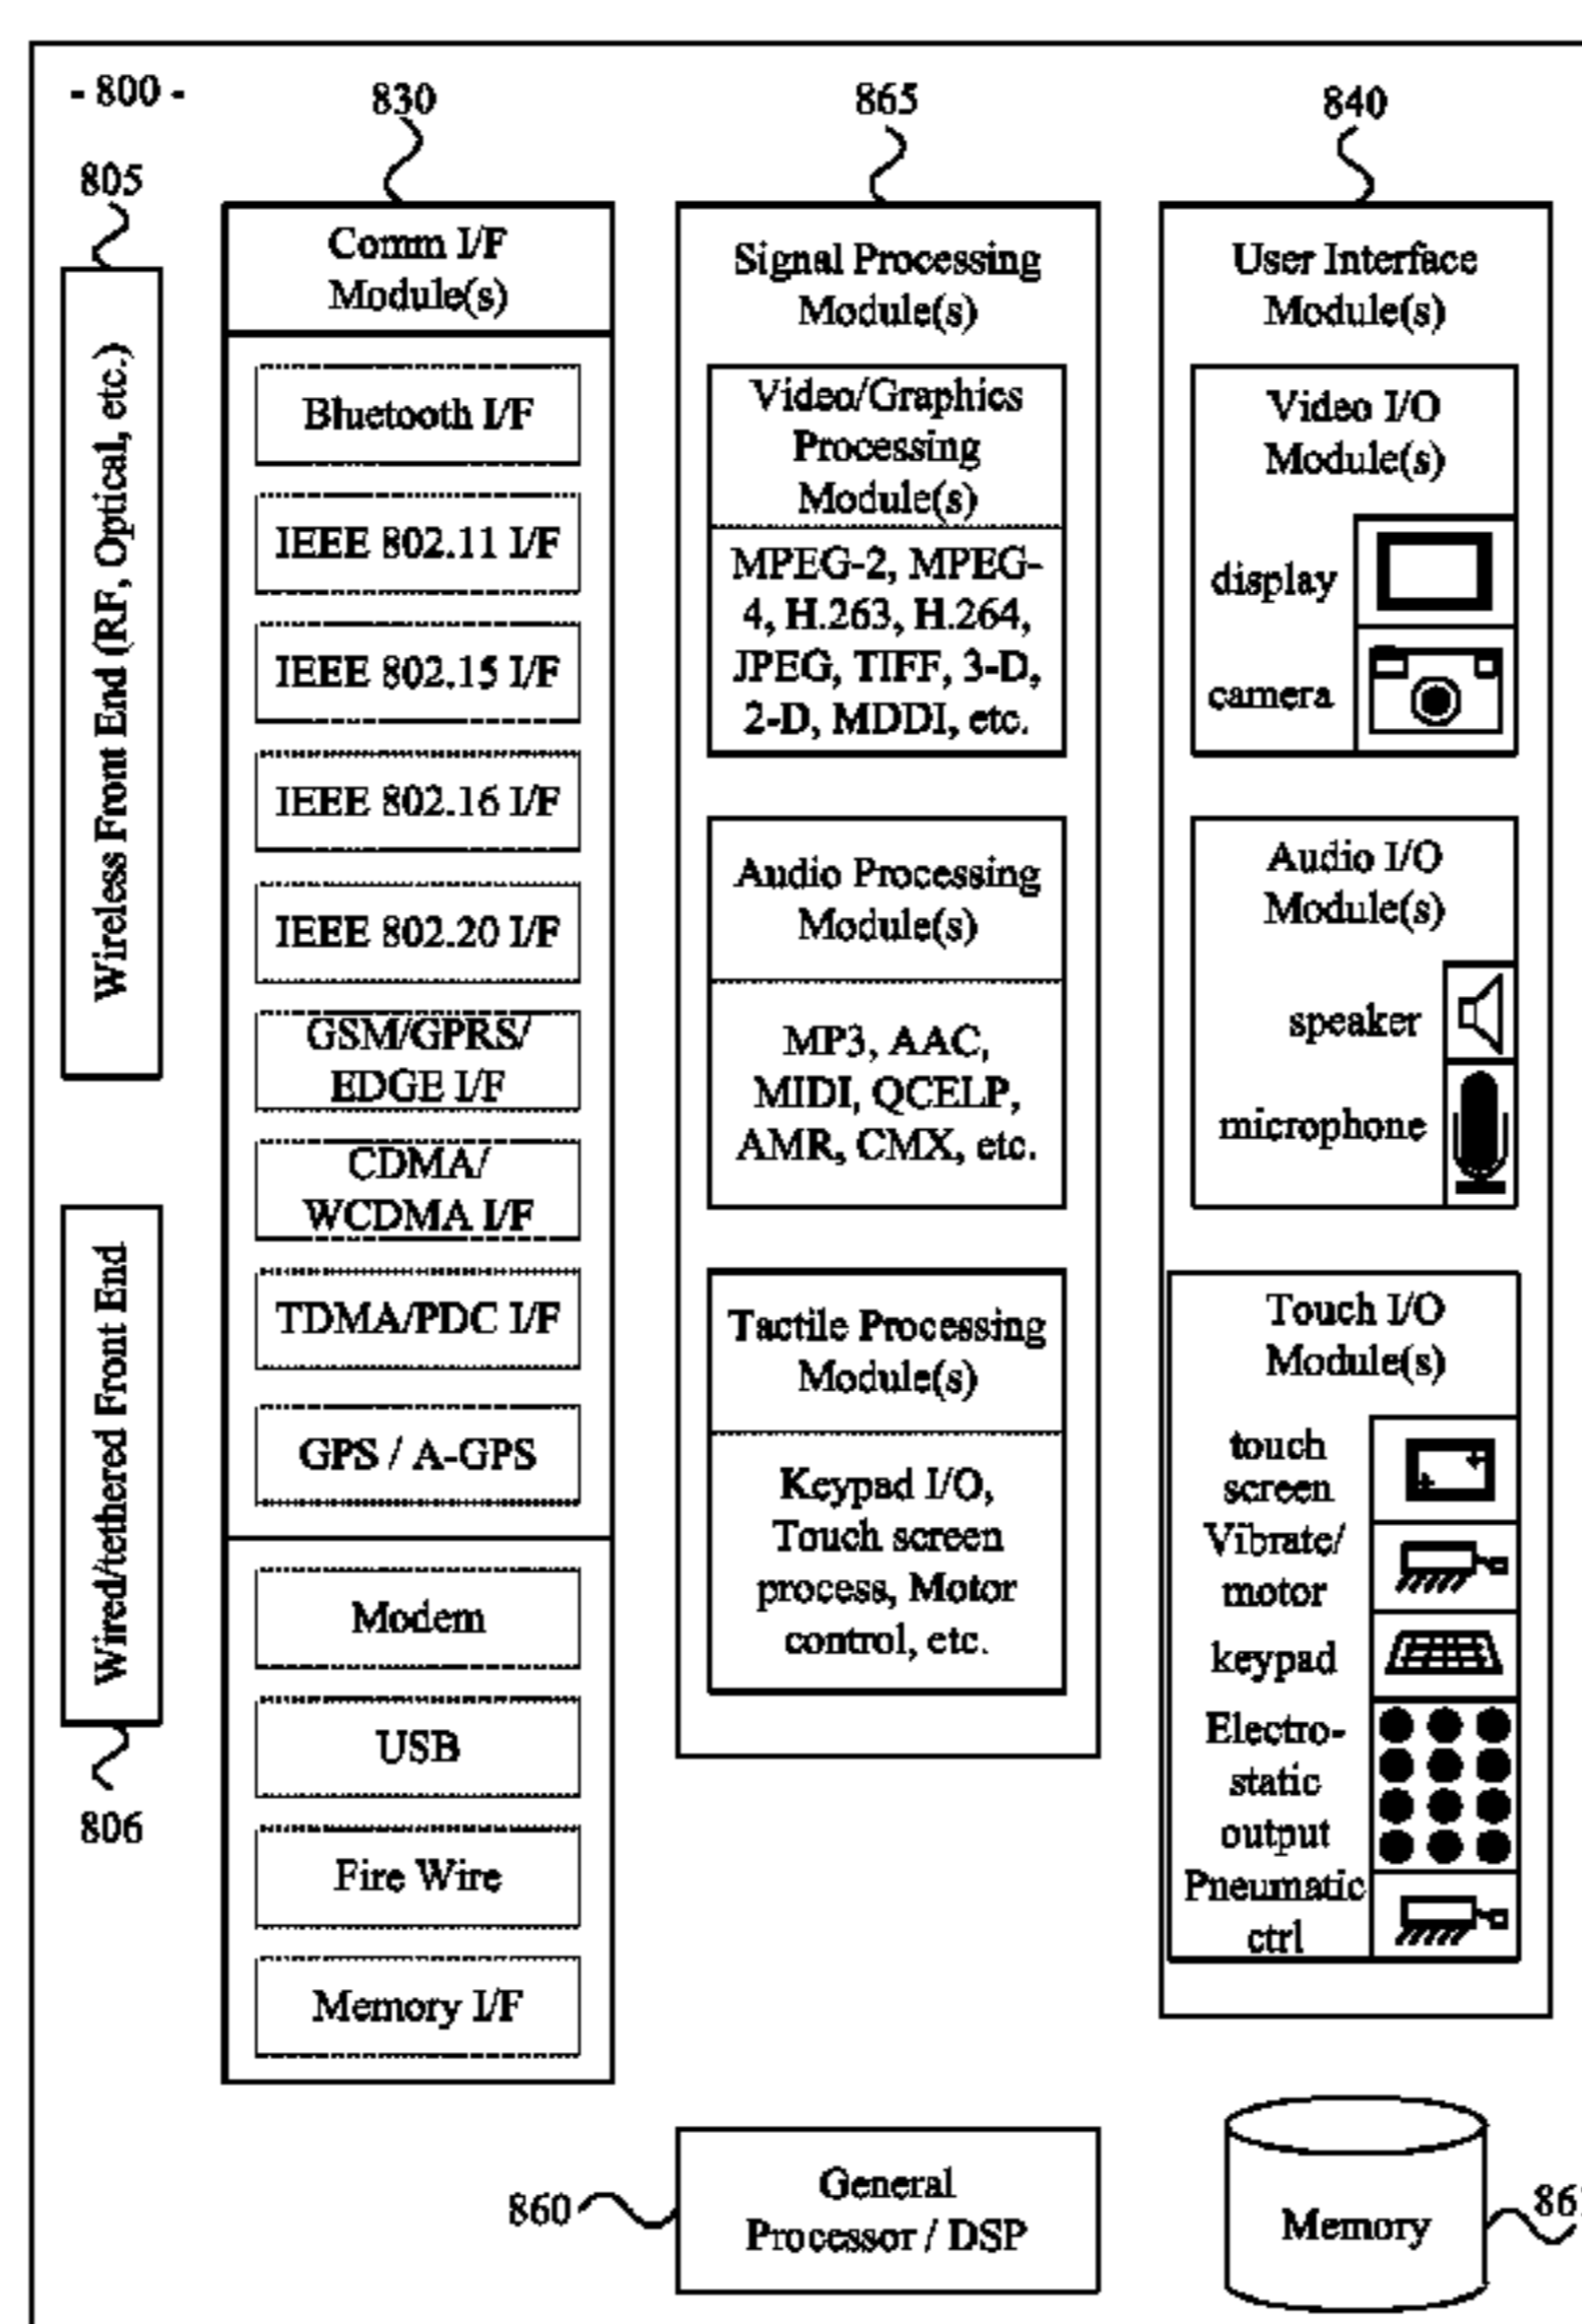 - 800 -
830
865
840
805
Wireless Front End (RF, Optical, etc.)
Wired/tethered Front End
806
Comm I/F
Module(s)
Bluetooth I/F
IEEE 802.11 I/F
IEEE 802.15 I/F
IEEE 802.16 I/F
IEEE 802.20 I/F
GSM/GPRS/
EDGE I/F
CDMA/
WCDMA I/F
TDMA/PDC I/F
GPS / A-GPS
Modem
USB
Fire Wire
Memory I/F
Signal Processing
Module(s)
Video/Graphics
Processing
Module(s)
MPEG-2, MPEG-
4, H.263, H.264,
JPEG, TIFF, 3-D,
2-D, MDDI, etc.
Audio Processing
Module(s)
MP3, AAC,
MIDI, QCELP,
AMR, CMX, etc.
Tactile Processing
Module(s)
Keypad I/O,
Touch screen
process, Motor
control, etc.
User Interface
Module(s)
Video I/O
Module(s)
display
camera
Audio I/O
Module(s)
speaker
microphone
Touch I/O
Module(s)
touch
screen
Vibrate/
motor
keypad
Electro-
static
output
Pneumatic
ctrl
860
General
Processor / DSP
Memory